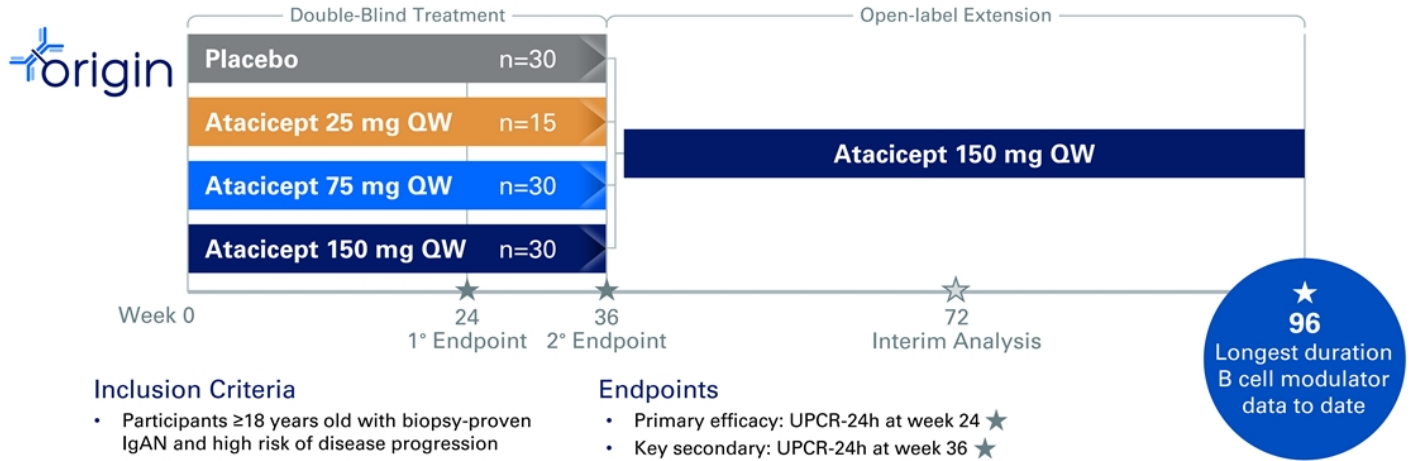 Double-Blind Treatment
Open-label Extension
origin
Placebo n=30
Atacicept 25 mg QW n=15
Atacicept 75 mg QW n=30
Atacicept 150 mg QW n=30
Atacicept 150 mg QW
Week 0
24
1° Endpoint
36
2° Endpoint
72
Interim Analysis
96
Longest duration
B cell modulator
data to date
Inclusion Criteria
• Participants ≥18 years old with biopsy-proven
IgAN and high risk of disease progression
Endpoints
• Primary efficacy: UPCR-24h at week 24 ★
• Key secondary: UPCR-24h at week 36 ★